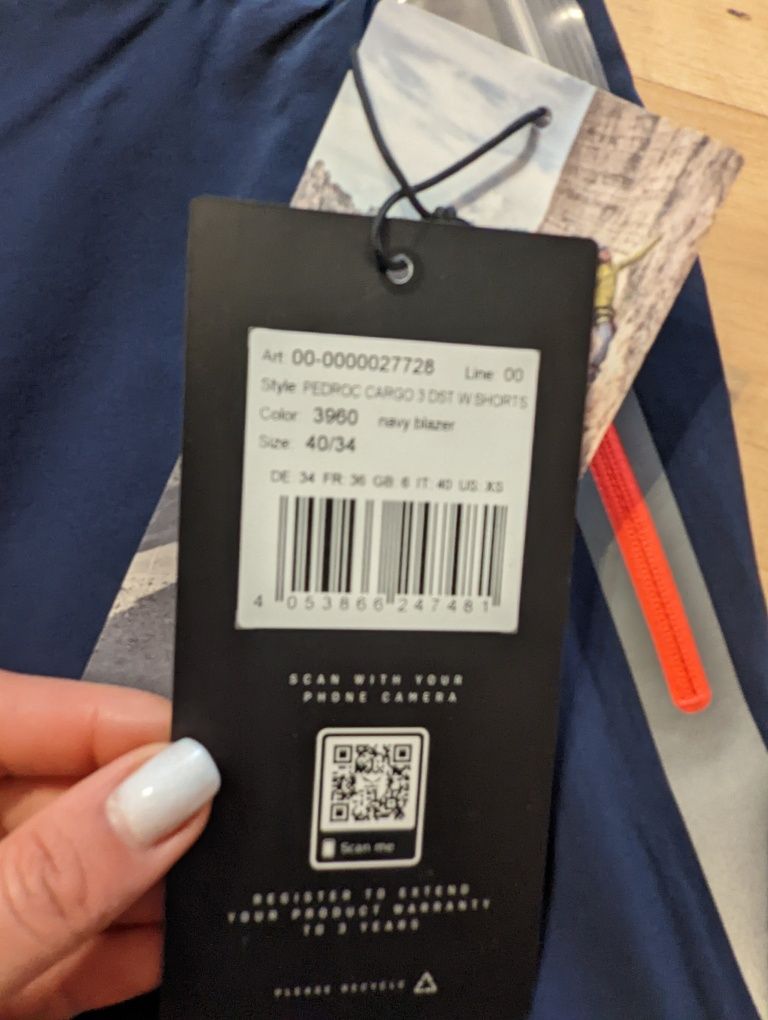 Art: 00-0000027728 Line: 00
Style: PEDROC CARGO 3 DST W SHORTS
Color: 3960 navy blazer
Size: 40/34
DE: 34 FR: 36 GB: 6 IT: 40 US: XS
4 053866 247481
SCAN WITH YOUR
PHONE CAMERA
Scan me
REGISTER TO EXTEND
YOUR PRODUCT WARRANTY
TO 3 YEARS
PLEASE RECYCLE